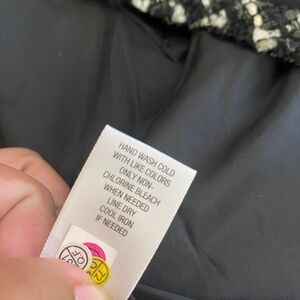 HAND WASH COLD
WITH LIKE COLORS
ONLY NON-
CHLORINE BLEACH
WHEN NEEDED
LINE DRY
COOL IRON
IF NEEDED